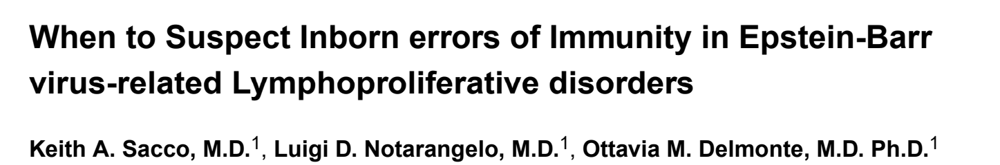 When to Suspect Inborn errors of Immunity in Epstein-Barr
virus-related Lymphoproliferative disorders
Keith A. Sacco, M.D.1, Luigi D. Notarangelo, M.D.1, Ottavia M. Delmonte, M.D. Ph.D.1